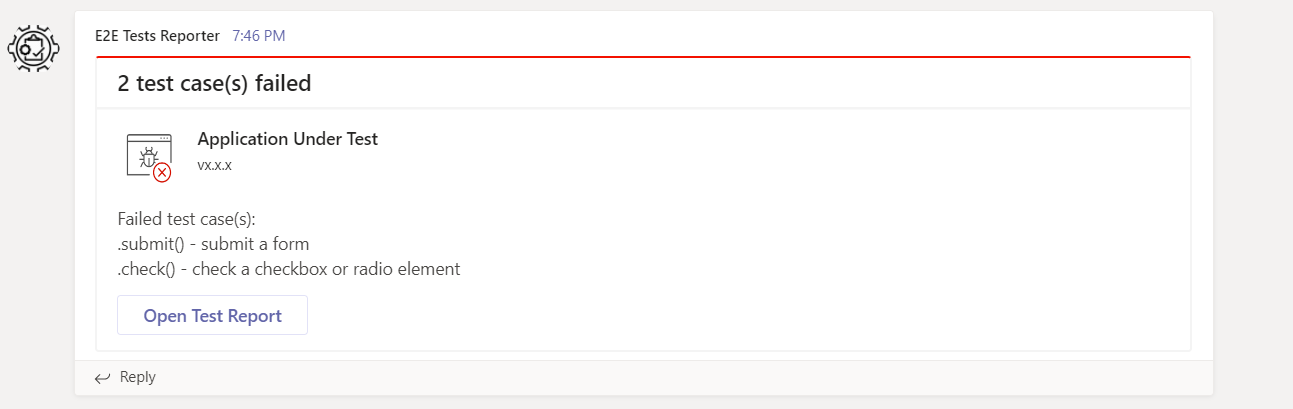 E2E Tests Reporter 7:46 PM
2 test case(s) failed
Application Under Test
vx.x.x
Failed test case(s):
.submit() - submit a form
.check() - check a checkbox or radio element
Open Test Report
Reply